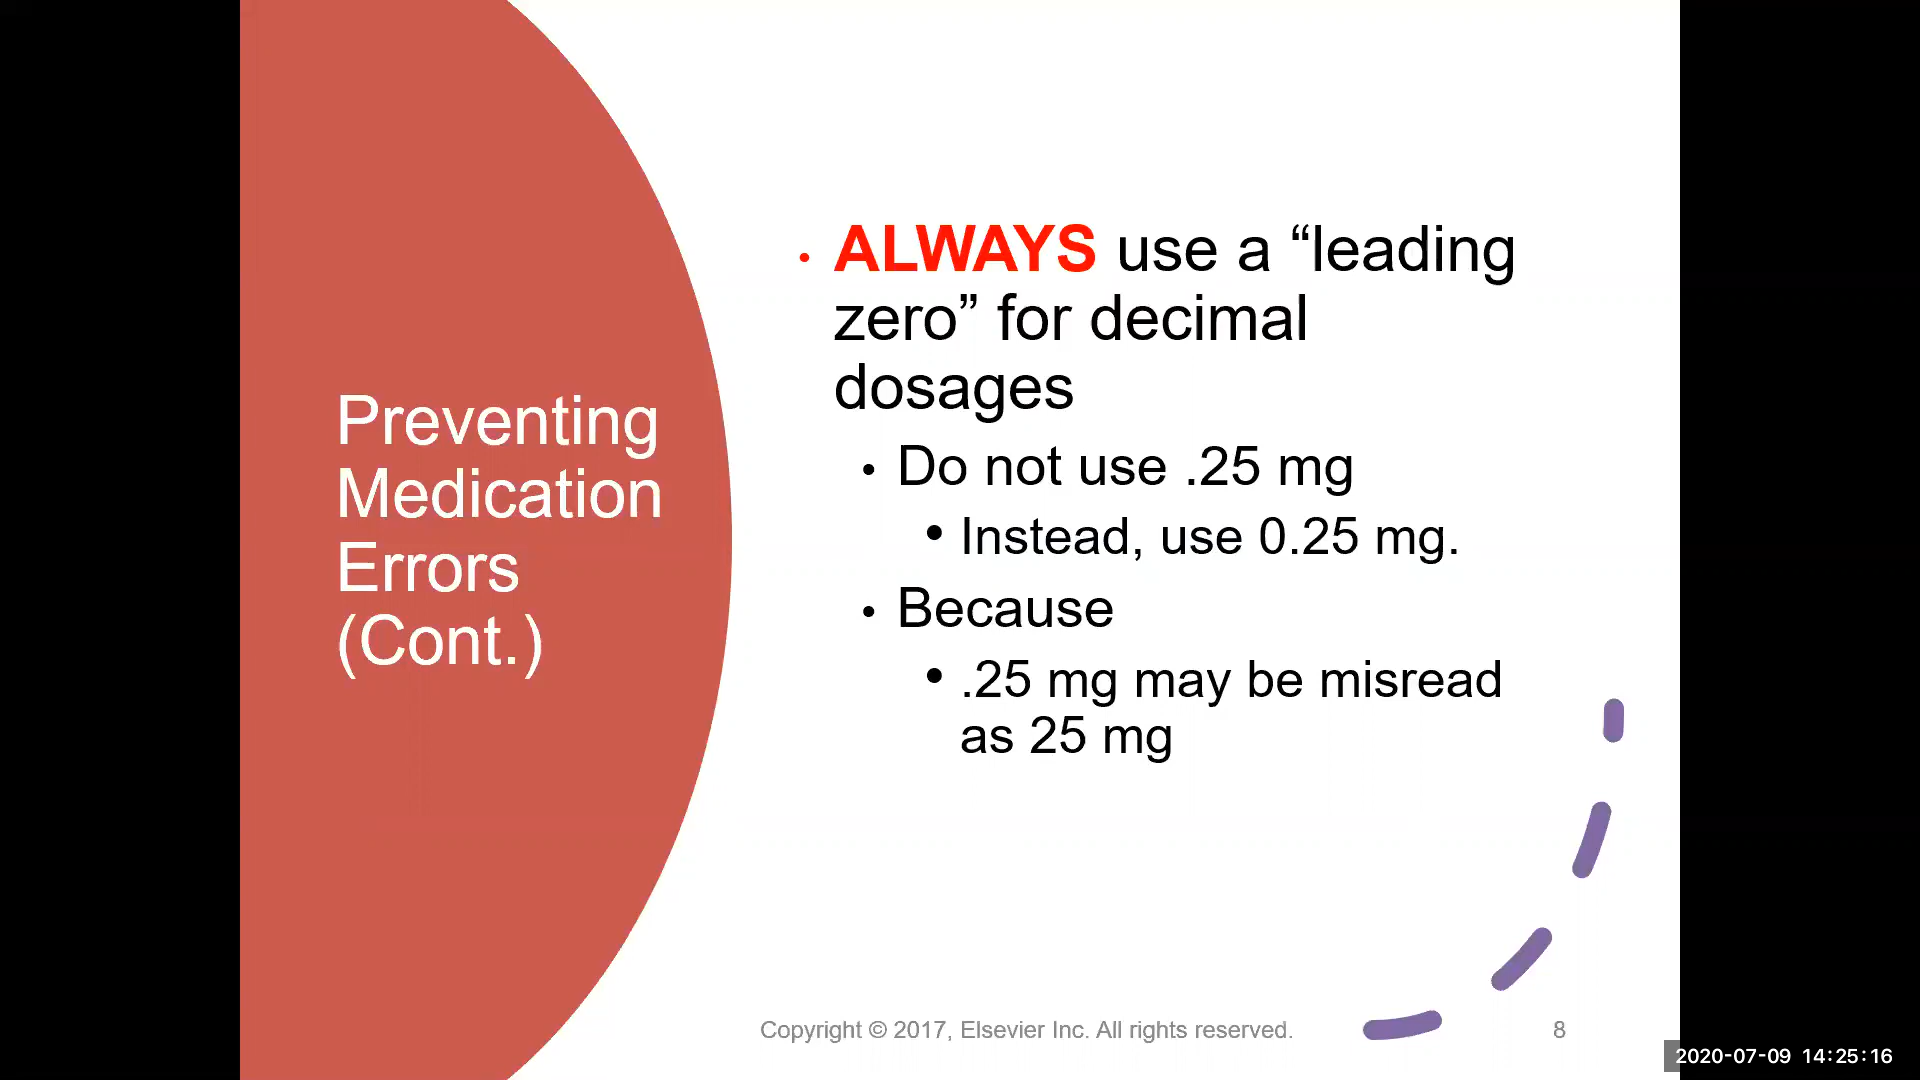 Preventing
Medication
Errors
(Cont.)
• ALWAYS use a “leading
zero” for decimal
dosages
• Do not use .25 mg
• Instead, use 0.25 mg.
• Because
• .25 mg may be misread
as 25 mg
Copyright © 2017, Elsevier Inc. All rights reserved.
8
2020-07-09 14:25:16